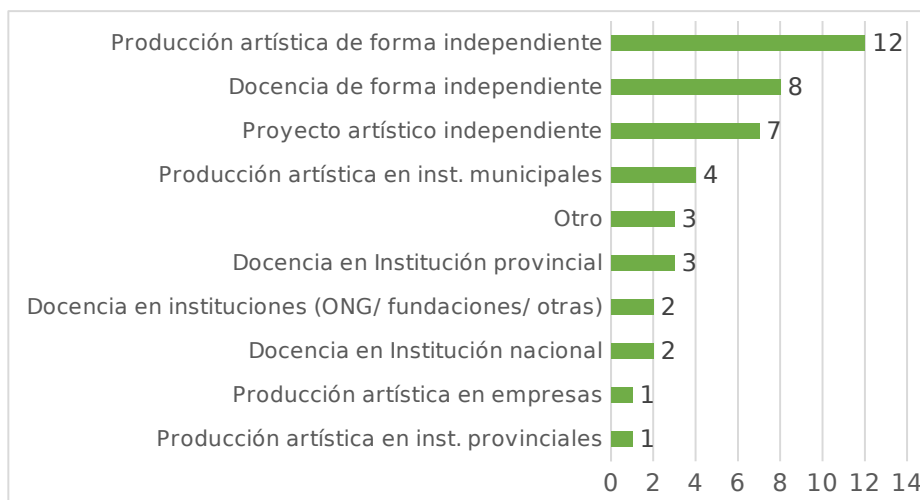 Producción artística de forma independiente 12
Docencia de forma independiente 8
Proyecto artístico independiente 7
Producción artística en inst. municipales 4
Otro 3
Docencia en Institución provincial 3
Docencia en instituciones (ONG/ fundaciones/ otras) 2
Docencia en Institución nacional 2
Producción artística en empresas 1
Producción artística en inst. provinciales 1
0 2 4 6 8 10 12 14